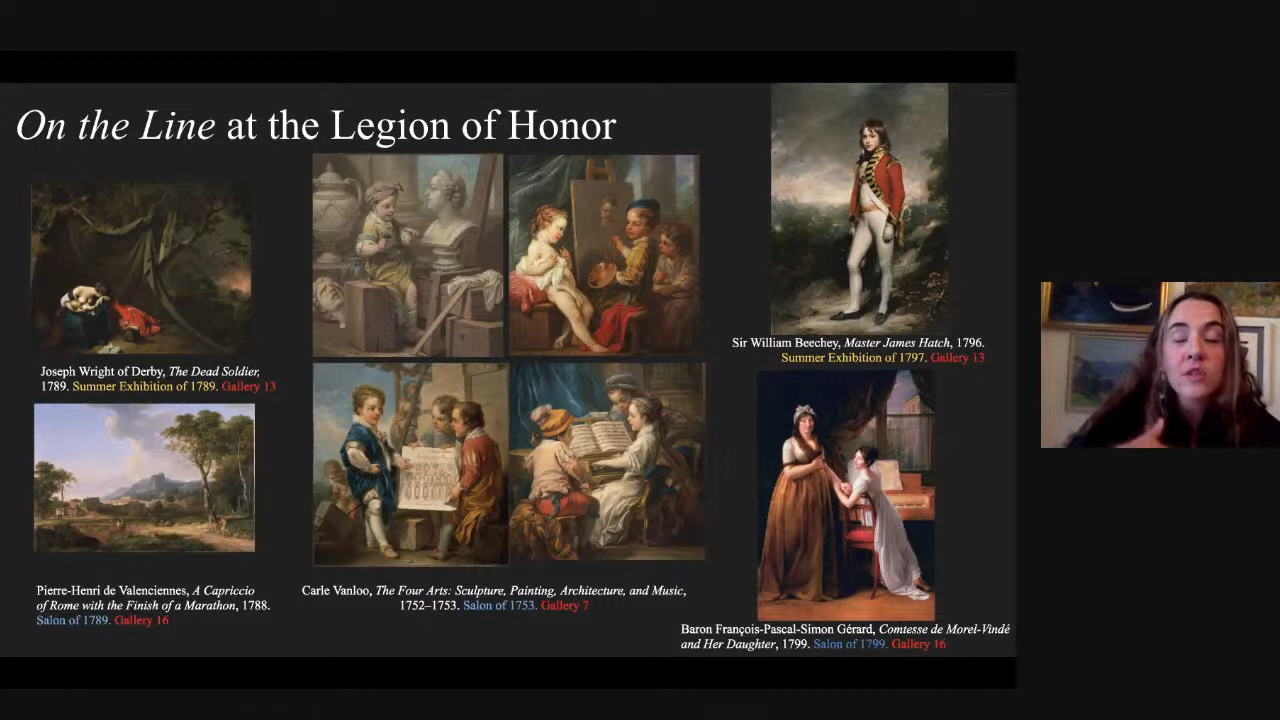 On the Line at the Legion of Honor
Joseph Wright of Derby, The Dead Soldier,
1789. Summer Exhibition of 1789. Gallery 13
Pierre-Henri de Valenciennes, A Capriccio
of Rome with the Finish of a Marathon, 1788.
Salon of 1789. Gallery 16
Carle Vanloo, The Four Arts: Sculpture, Painting, Architecture, and Music,
1752–1753. Salon of 1753. Gallery 7
Sir William Beechey, Master James Hatch, 1796.
Summer Exhibition of 1797. Gallery 13
Baron François-Pascal-Simon Gérard, Comtesse de Morel-Vindé
and Her Daughter, 1799. Salon of 1799. Gallery 16